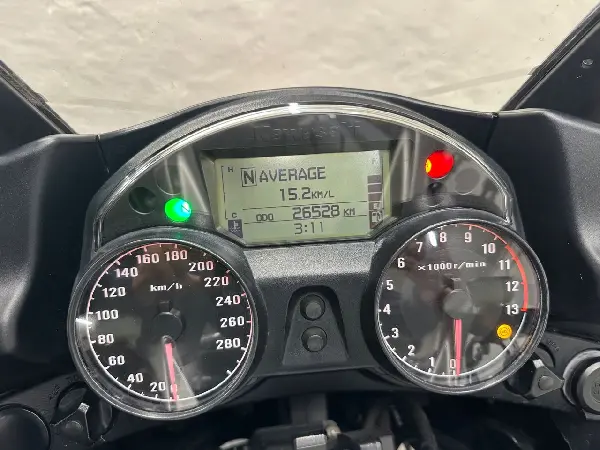 Kawasaki
H
N AVERAGE
15.2KM/L
C
ODO 26528 KM
3:11
0 20 40 60 80 100 120 140 160 180 200 220 240 260 280
km/h
0 1 2 3 4 5 6 7 8 9 10 11 12 13
×1000r/min